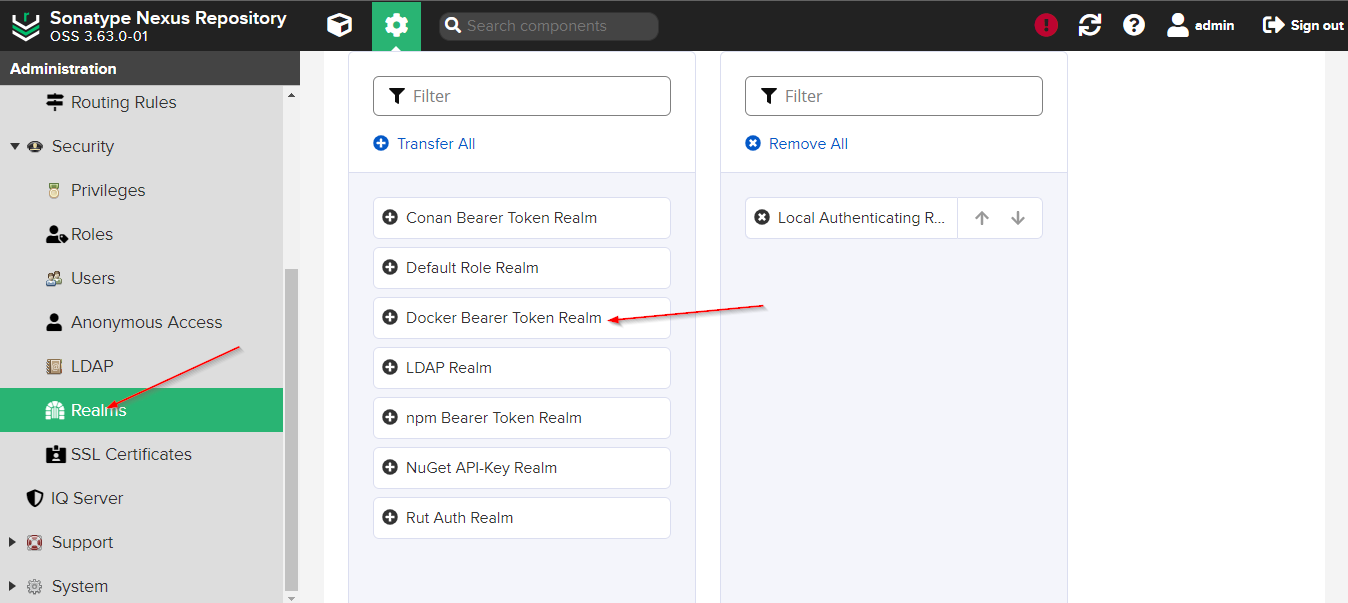 Sonatype Nexus Repository
OSS 3.63.0-01
Search components
admin
Sign out
Administration
Routing Rules
Security
Privileges
Roles
Users
Anonymous Access
LDAP
Realms
SSL Certificates
IQ Server
Support
System
Filter
Transfer All
Conan Bearer Token Realm
Default Role Realm
Docker Bearer Token Realm
LDAP Realm
npm Bearer Token Realm
NuGet API-Key Realm
Rut Auth Realm
Filter
Remove All
Local Authenticating R...